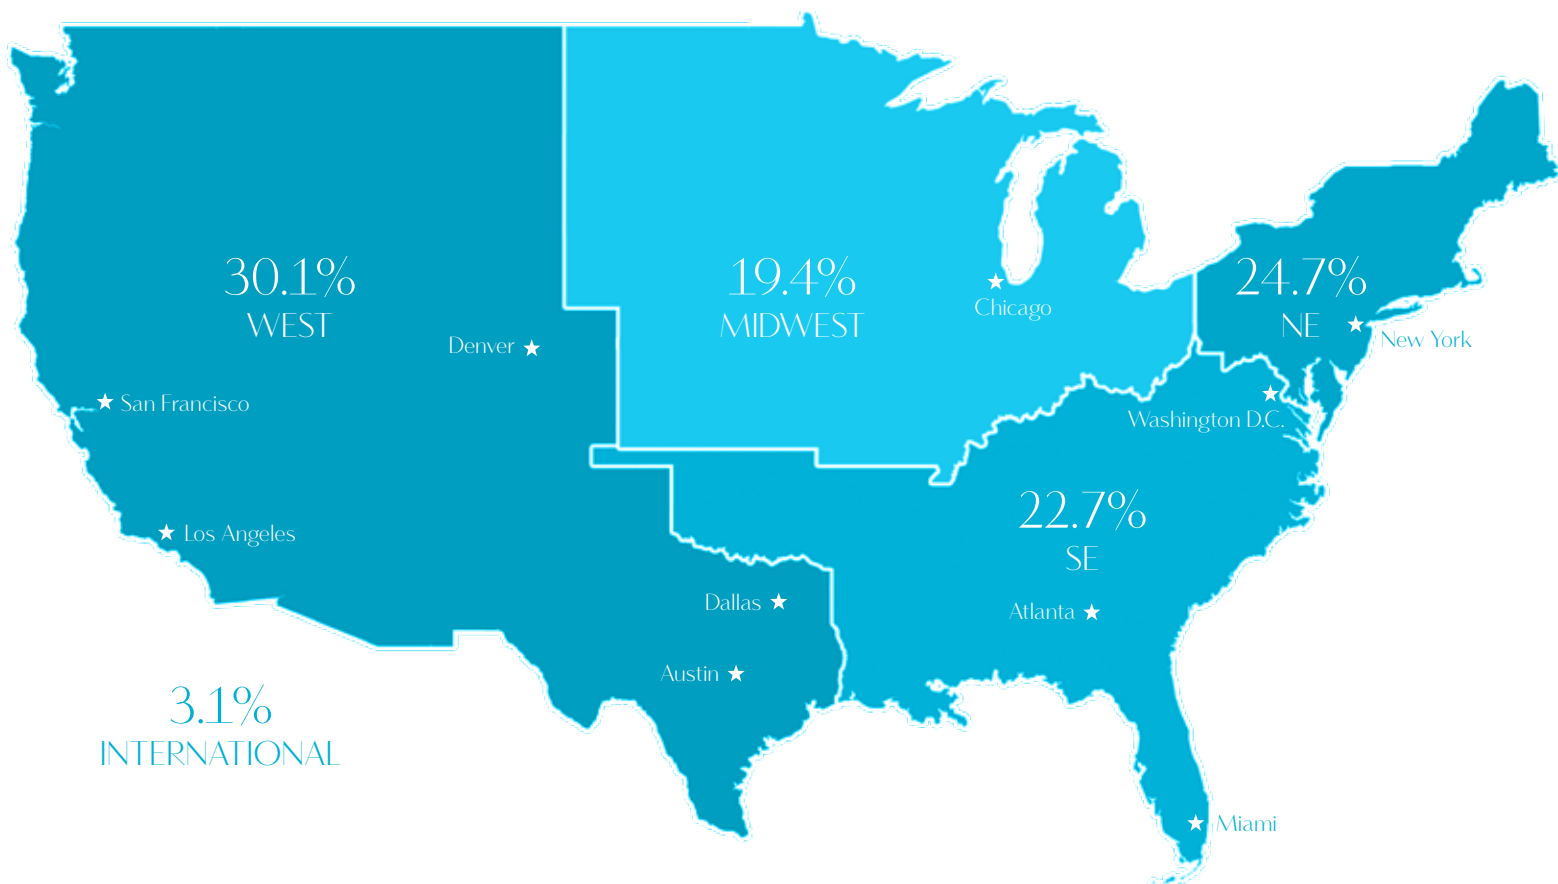 30.1%
WEST
19.4%
MIDWEST
24.7%
NE
Chicago
New York
Denver
San Francisco
Washington D.C.
22.7%
SE
Los Angeles
Dallas
Atlanta
Austin
3.1%
INTERNATIONAL
Miami